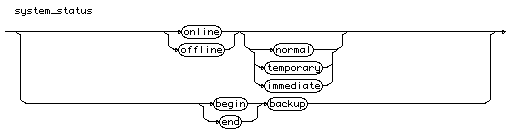 system_status
online
offline
normal
temporary
immediate
begin backup
end